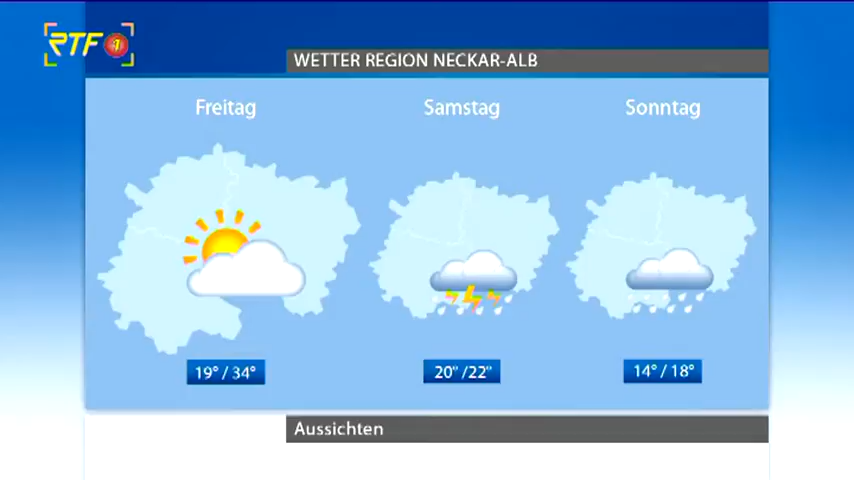 RTF 1
WETTER REGION NECKAR-ALB
Freitag
Samstag
Sonntag
19° / 34°
20" /22"
14° / 18°
Aussichten